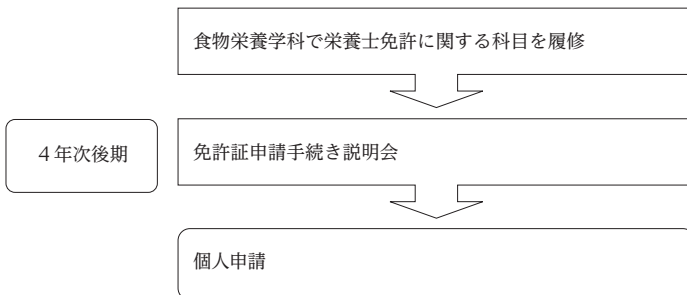 食物栄養学科で栄養士免許に関する科目を履修
4年次後期
免許証申請手続き説明会
個人申請